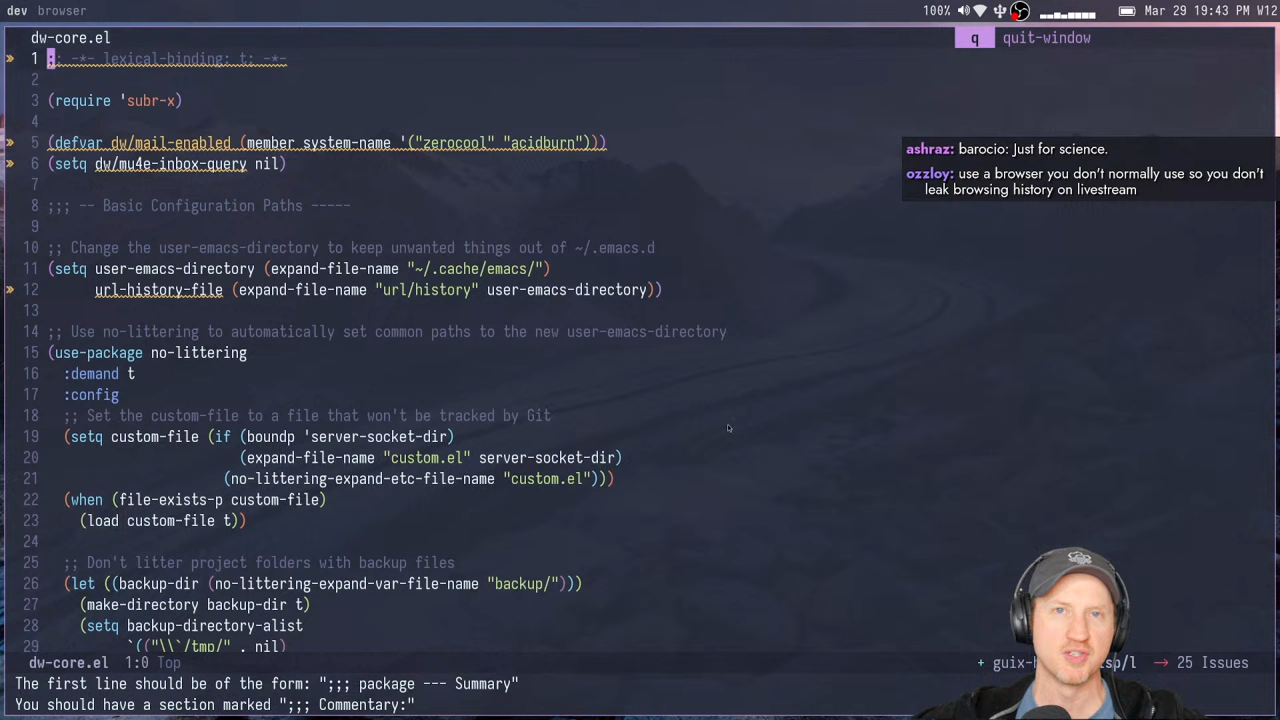 dev browser
100% Mar 29 19:43 PM W12
dw-core.el
q quit-window
1 ;; -*- lexical-binding: t; -*-
2
3 (require 'subr-x)
4
5 (defvar dw/mail-enabled (member system-name '("zerocool" "acidburn")))
6 (setq dw/mu4e-inbox-query nil)
7
8 ;;; -- Basic Configuration Paths -----
9
10 ;; Change the user-emacs-directory to keep unwanted things out of ~/.emacs.d
11 (setq user-emacs-directory (expand-file-name "~/.cache/emacs/")
12 url-history-file (expand-file-name "url/history" user-emacs-directory))
13
14 ;; Use no-littering to automatically set common paths to the new user-emacs-directory
15 (use-package no-littering
16 :demand t
17 :config
18 ;; Set the custom-file to a file that won't be tracked by Git
19 (setq custom-file (if (boundp 'server-socket-dir)
20 (expand-file-name "custom.el" server-socket-dir)
21 (no-littering-expand-etc-file-name "custom.el")))
22 (when (file-exists-p custom-file)
23 (load custom-file t))
24
25 ;; Don't litter project folders with backup files
26 (let ((backup-dir (no-littering-expand-var-file-name "backup/")))
27 (make-directory backup-dir t)
28 (setq backup-directory-alist
29 `(("\\`/tmp/" . nil)
ashraz: barocio: Just for science.
ozzloy: use a browser you don't normally use so you don't
leak browsing history on livestream
dw-core.el 1:0 Top
+ guix-h sp/l → 25 Issues
The first line should be of the form: ";;; package --- Summary"
You should have a section marked ";;; Commentary:"